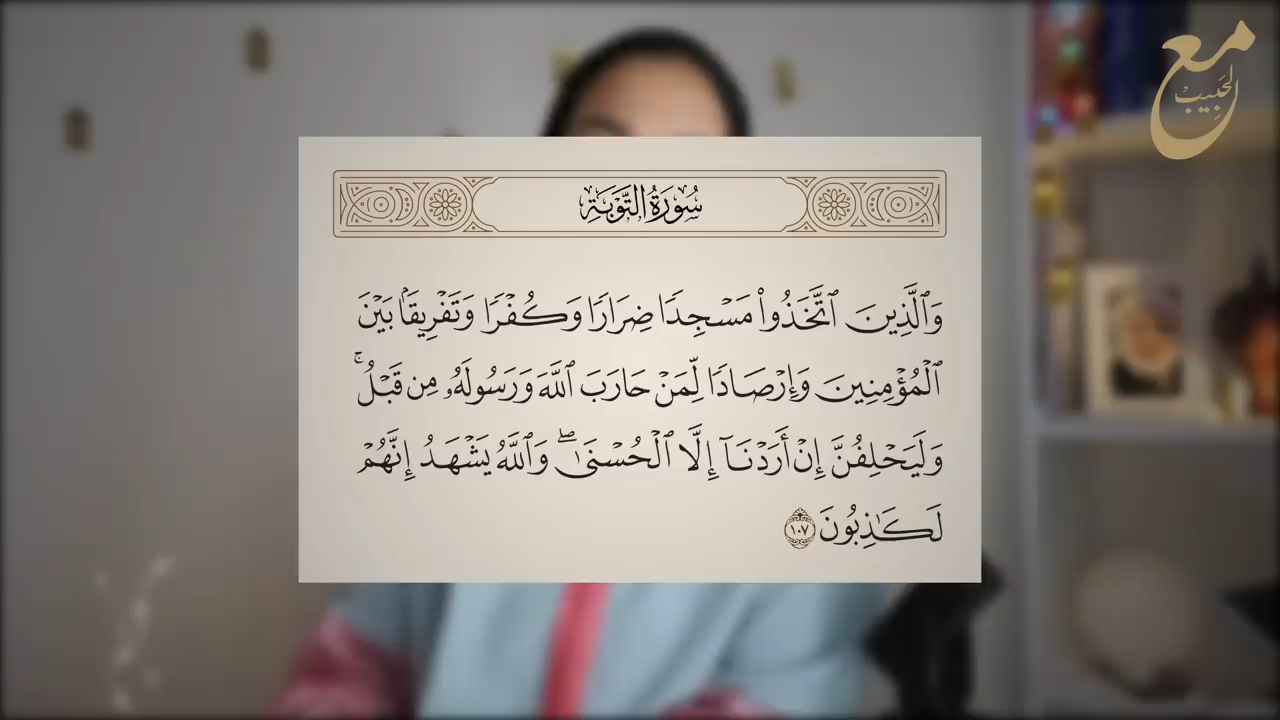 مع الحبيب
سُورَةُ التَّوْبَةِ
وَٱلَّذِينَ ٱتَّخَذُوا۟ مَسْجِدًا ضِرَارًا وَكُفْرًا وَتَفْرِيقًۢا بَيْنَ
ٱلْمُؤْمِنِينَ وَإِرْصَادًا لِّمَنْ حَارَبَ ٱللَّهَ وَرَسُولَهُۥ مِن قَبْلُ ۚ
وَلَيَحْلِفُنَّ إِنْ أَرَدْنَآ إِلَّا ٱلْحُسْنَىٰ ۖ وَٱللَّهُ يَشْهَدُ إِنَّهُمْ
لَكَـٰذِبُونَ ١٠٧